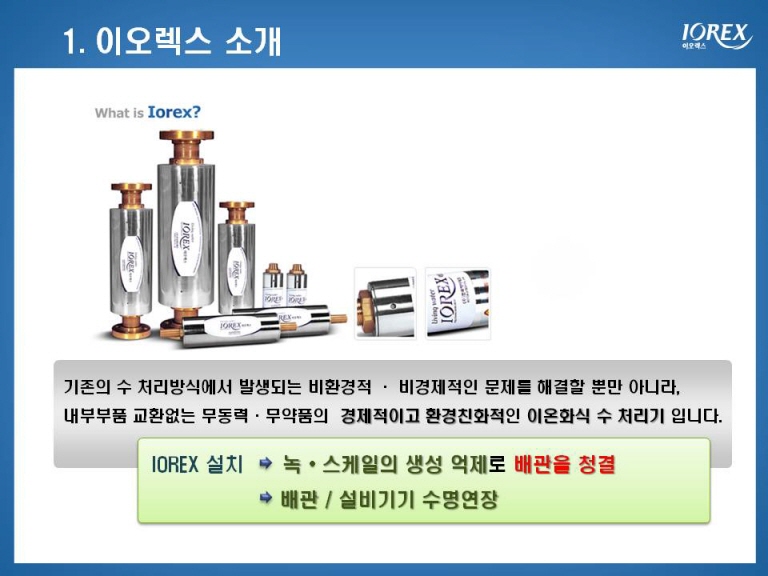 1. 이오렉스 소개
IOREX
이오렉스
What is Iorex?
IOREX
IOREX
IOREX
IOREX
IOREX
Living water
IOREX
기존의 수 처리방식에서 발생되는 비환경적 · 비경제적인 문제를 해결할 뿐만 아니라,
내부부품 교환없는 무동력·무약품의 경제적이고 환경친화적인 이온화식 수 처리기 입니다.
IOREX 설치 ➡ 녹·스케일의 생성 억제로 배관을 청결
➡ 배관 / 설비기기 수명연장